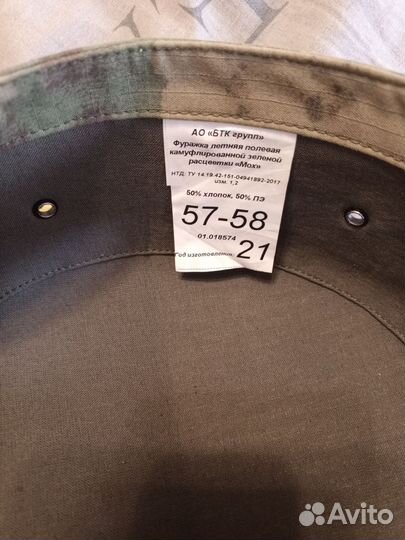 АО «БТК групп»
Фуражка летняя полевая
камуфлированной зеленой
расцветки «Мох»
НТД: ТУ 14.19.42-151-04941892-2017
изм. 1,2
50% хлопок, 50% ПЭ
57-58
01.018574
Год изготовления: 21
Avito